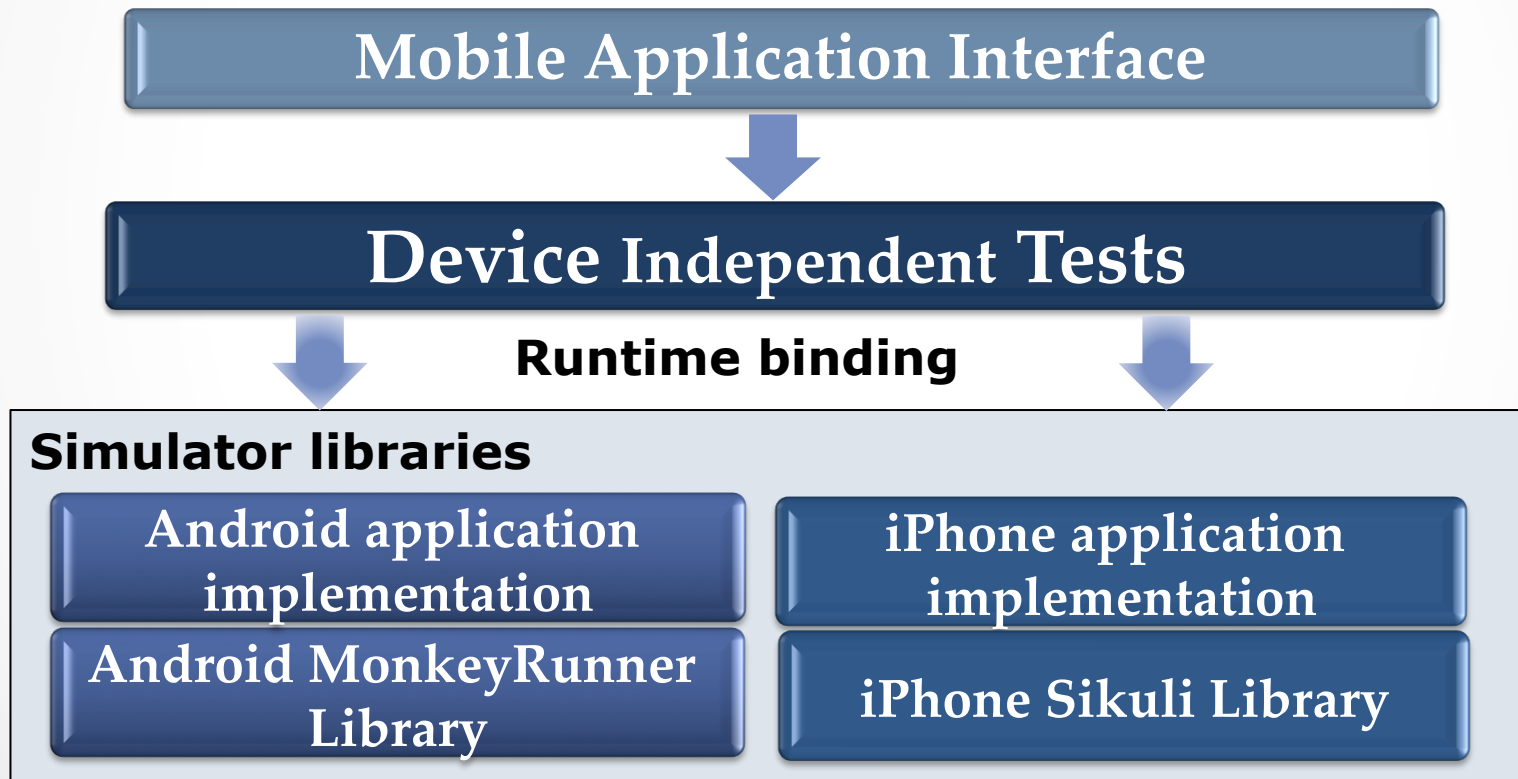 Mobile Application Interface
Device Independent Tests
Runtime binding
Simulator libraries
Android application
implementation
Android MonkeyRunner
Library
iPhone application
implementation
iPhone Sikuli Library